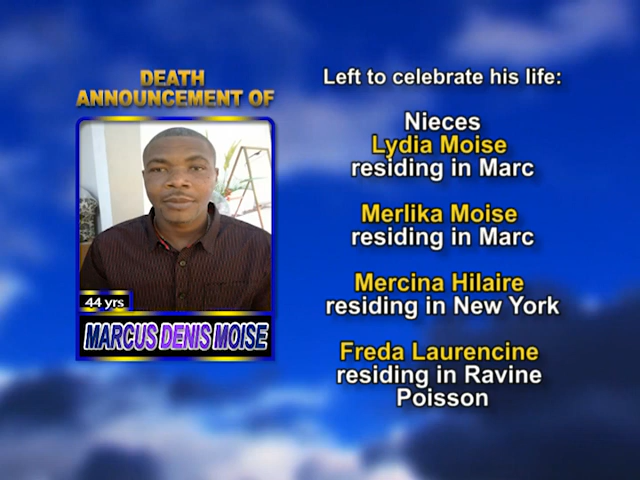 DEATH
ANNOUNCEMENT OF
44 yrs
MARCUS DENIS MOISE
Left to celebrate his life:
Nieces
Lydia Moise
residing in Marc
Merlika Moise
residing in Marc
Mercina Hilaire
residing in New York
Freda Laurencine
residing in Ravine
Poisson